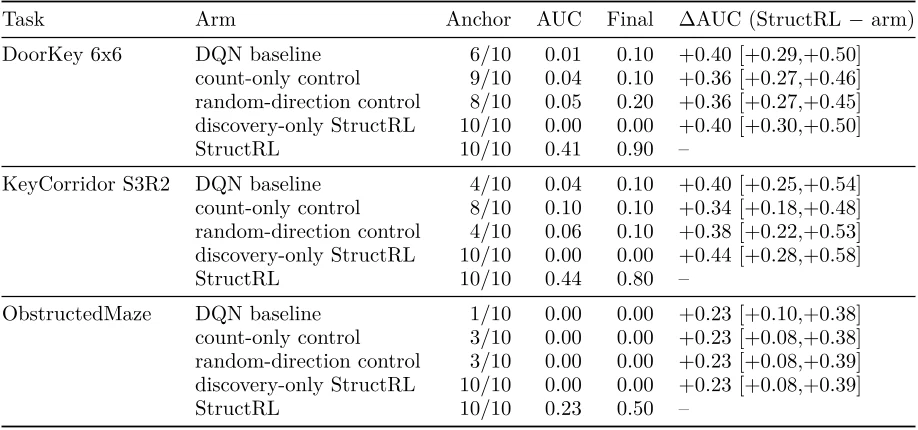 Task Arm Anchor AUC Final ΔAUC (StructRL − arm)
DoorKey 6x6 DQN baseline 6/10 0.01 0.10 +0.40 [+0.29,+0.50]
count-only control 9/10 0.04 0.10 +0.36 [+0.27,+0.46]
random-direction control 8/10 0.05 0.20 +0.36 [+0.27,+0.45]
discovery-only StructRL 10/10 0.00 0.00 +0.40 [+0.30,+0.50]
StructRL 10/10 0.41 0.90 –
KeyCorridor S3R2 DQN baseline 4/10 0.04 0.10 +0.40 [+0.25,+0.54]
count-only control 8/10 0.10 0.10 +0.34 [+0.18,+0.48]
random-direction control 4/10 0.06 0.10 +0.38 [+0.22,+0.53]
discovery-only StructRL 10/10 0.00 0.00 +0.44 [+0.28,+0.58]
StructRL 10/10 0.44 0.80 –
ObstructedMaze DQN baseline 1/10 0.00 0.00 +0.23 [+0.10,+0.38]
count-only control 3/10 0.00 0.00 +0.23 [+0.08,+0.38]
random-direction control 3/10 0.00 0.00 +0.23 [+0.08,+0.39]
discovery-only StructRL 10/10 0.00 0.00 +0.23 [+0.08,+0.39]
StructRL 10/10 0.23 0.50 –